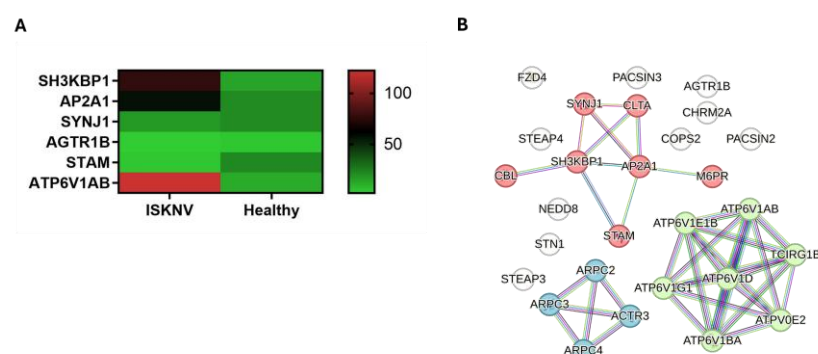 A
SH3KBP1
AP2A1
SYNJ1
AGTR1B
STAM
ATP6V1AB
ISKNV
Healthy
100
50
B
FZD4
PACSIN3
AGTR1B
SYNJ1
CLTA
CHRM2A
STEAP4
COPS2
PACSIN2
SH3KBP1
AP2A1
CBL
M6PR
NEDD8
ATP6V1AB
ATP6V1E1B
STAM
STN1
TCIRG1B
ARPC2
ATP6V1D
STEAP3
ATP6V1G1
ARPC3
ACTR3
ATPV0E2
ATP6V1BA
ARPC4